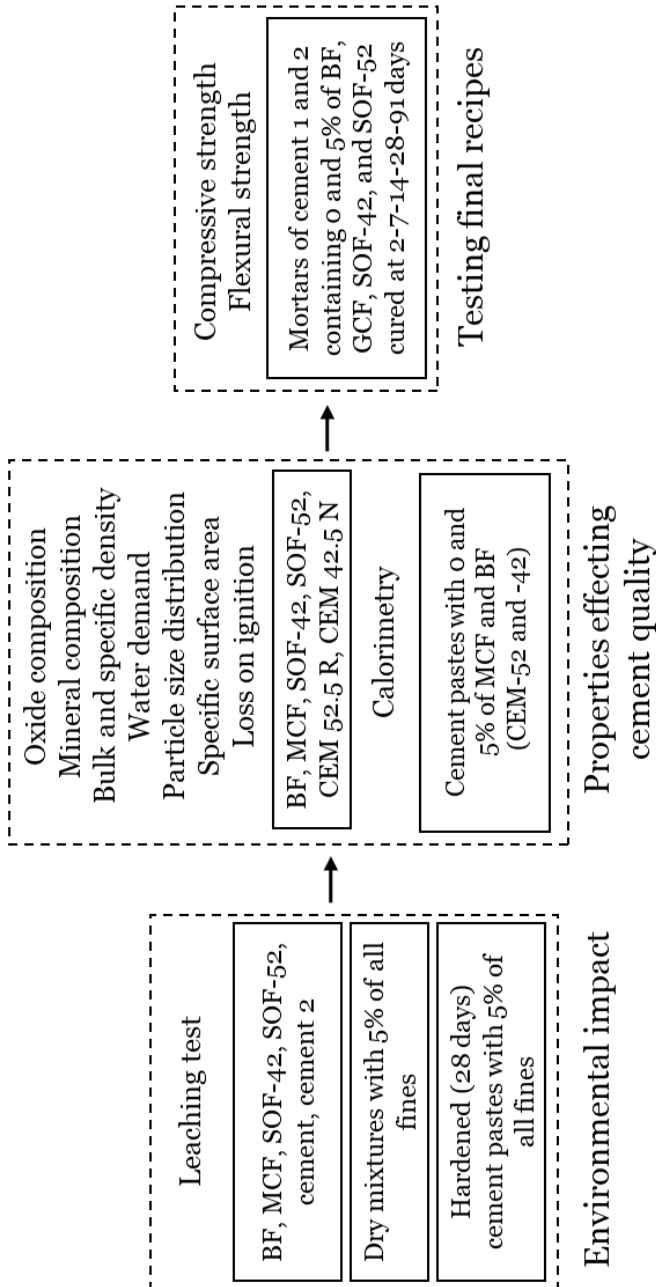 Leaching test
BF, MCF, SOF-42, SOF-52,
cement, cement 2
Dry mixtures with 5% of all
fines
Hardened (28 days)
cement pastes with 5% of
all fines
Environmental impact
Oxide composition
Mineral composition
Bulk and specific density
Water demand
Particle size distribution
Specific surface area
Loss on ignition
BF, MCF, SOF-42, SOF-52,
CEM 52.5 R, CEM 42.5 N
Calorimetry
Cement pastes with 0 and
5% of MCF and BF
(CEM-52 and -42)
Properties effecting
cement quality
Compressive strength
Flexural strength
Mortars of cement 1 and 2
containing 0 and 5% of BF,
GCF, SOF-42, and SOF-52
cured at 2-7-14-28-91 days
Testing final recipes